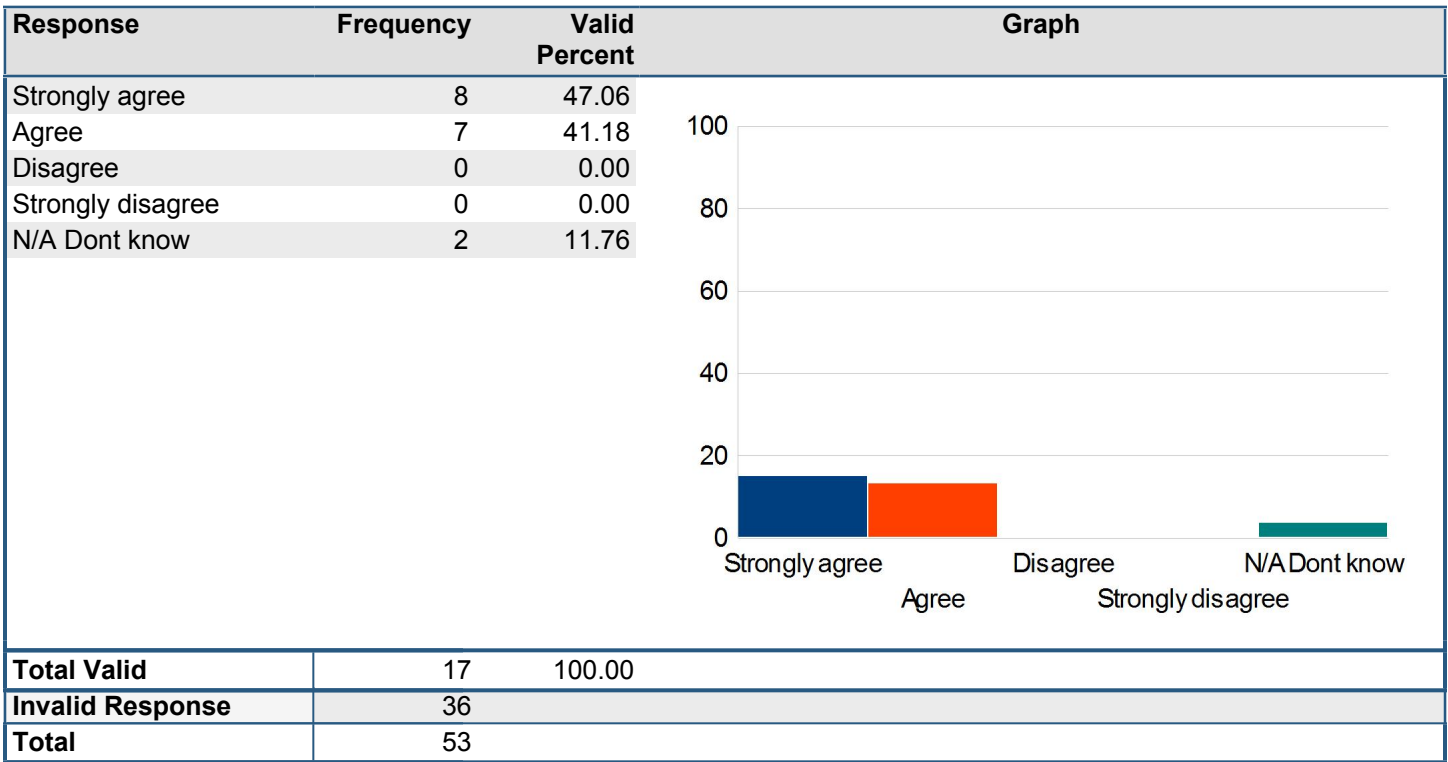 Response Frequency Valid Percent Graph
Strongly agree 8 47.06
Agree 7 41.18
Disagree 0 0.00
Strongly disagree 0 0.00
N/A Dont know 2 11.76
100
80
60
40
20
0
Strongly agree Disagree N/A Dont know
Agree Strongly disagree
Total Valid 17 100.00
Invalid Response 36
Total 53